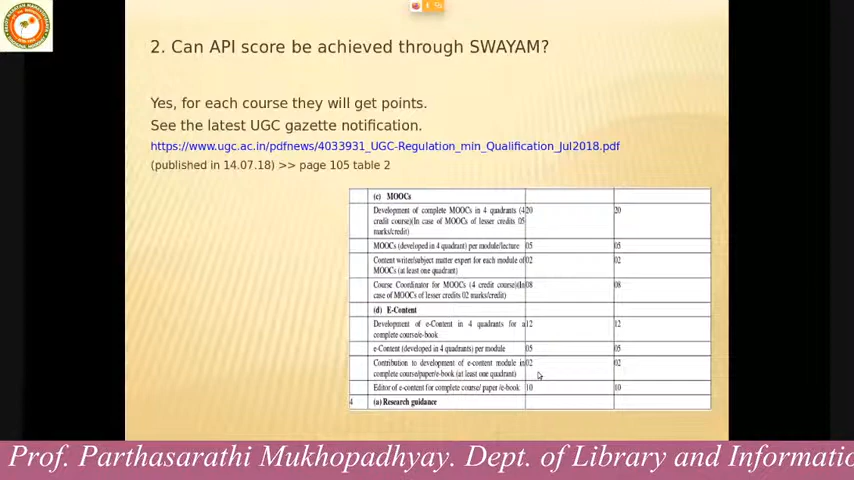 2. Can API score be achieved through SWAYAM?
Yes, for each course they will get points.
See the latest UGC gazette notification.
https://www.ugc.ac.in/pdfnews/4033931_UGC-Regulation_min_Qualification_Jul2018.pdf
(published in 14.07.18) >> page 105 table 2
(c) MOOCs
Development of complete MOOCs in 4 quadrants (4 20 20
credit course)(In case of MOOCs of lesser credits 05
marks/credit)
MOOCs (developed in 4 quadrant) per module/lecture 05 05
Content writer/subject matter expert for each module of 02 02
MOOCs (at least one quadrant)
Course Coordinator for MOOCs (4 credit course)(In 08 08
case of MOOCs of lesser credits 02 marks/credit)
(d) E-Content
Development of e-Content in 4 quadrants for a 12 12
complete course/e-book
e-Content (developed in 4 quadrants) per module 05 05
Contribution to development of e-content module in 02 02
complete course/paper/e-book (at least one quadrant)
Editor of e-content for complete course/ paper /e-book 10 10
4 (a) Research guidance
Prof. Parthasarathi Mukhopadhyay. Dept. of Library and Informatio